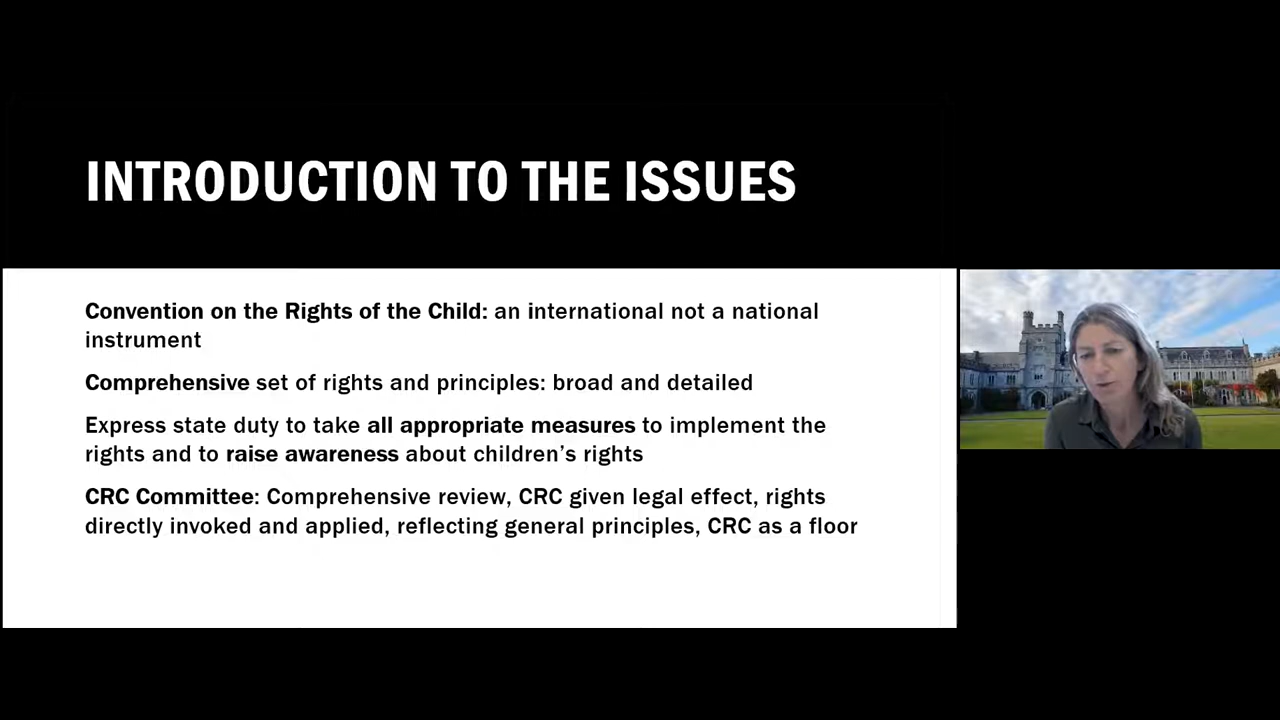 INTRODUCTION TO THE ISSUES
Convention on the Rights of the Child: an international not a national
instrument
Comprehensive set of rights and principles: broad and detailed
Express state duty to take all appropriate measures to implement the
rights and to raise awareness about children’s rights
CRC Committee: Comprehensive review, CRC given legal effect, rights
directly invoked and applied, reflecting general principles, CRC as a floor